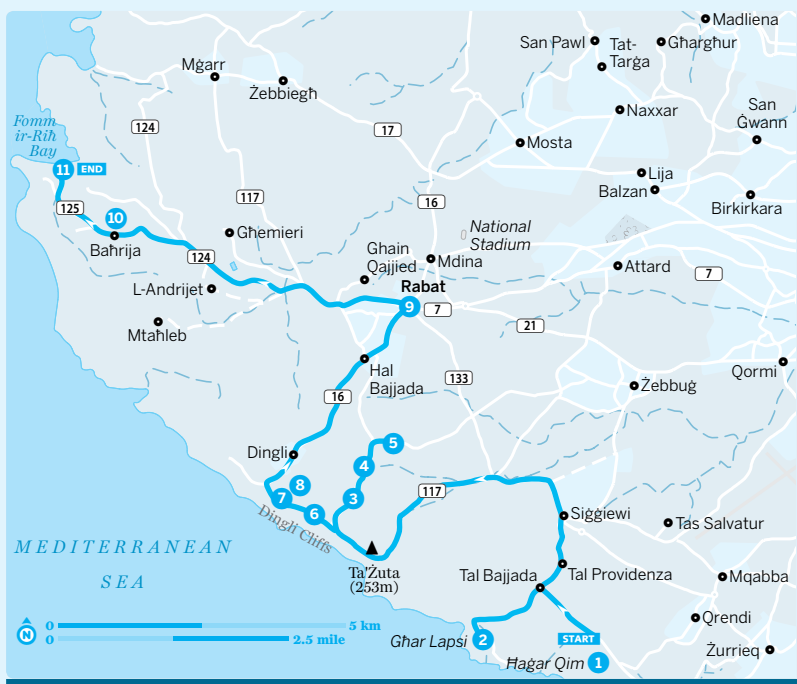 Madliena
San Pawl
Tat-
Tarġa
Għargħur
Mġarr
Żebbiegħ
Naxxar
San
Ġwann
Fomm
ir-Riħ
Bay
124
17
Mosta
11 END
Lija
Balzan
117
16
Birkirkara
125
10
Baħrija
Għemieri
National
Stadium
124
Ghain
Qajjied
Mdina
Attard
7
L-Andrijet
Rabat
9
7
21
Mtaħleb
Hal
Bajjada
133
Qormi
Żebbuġ
16
5
Dingli
4
8
7
3
117
6
Dingli Cliffs
Siġġiewi
Tas Salvatur
MEDITERRANEAN
SEA
Ta'Żuta
(253m)
Tal Bajjada
Tal Providenza
Mqabba
Qrendi
N
0 5 km
0 2.5 mile
Għar Lapsi 2
START
Ħaġar Qim 1
Żurrieq